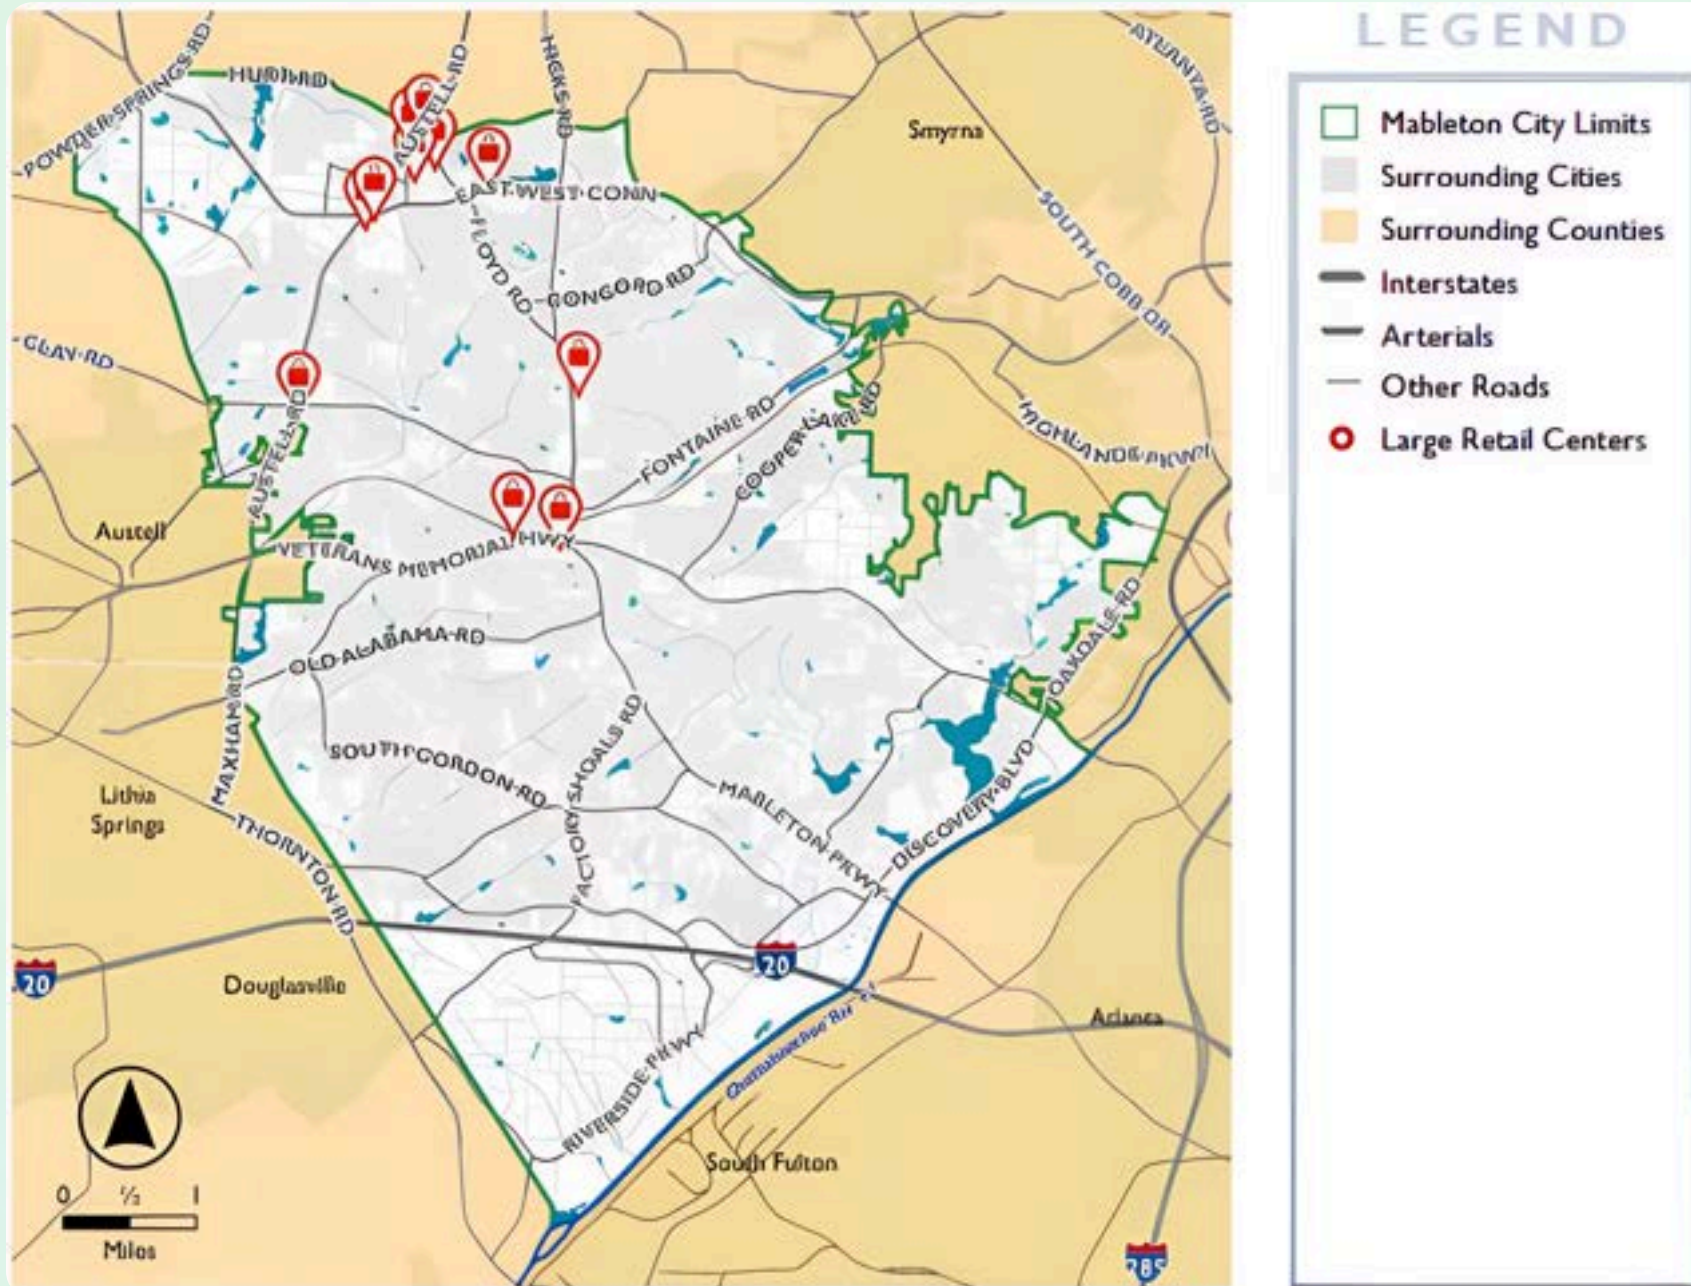 LEGEND
Mableton City Limits
Surrounding Cities
Surrounding Counties
Interstates
Arterials
Other Roads
Large Retail Centers
POWDER SPRINGS RD
AUSTELL RD
HICKS RD
ATLANTA RD
Smyrna
EAST WEST CONN
SOUTH COBB DR
FLOYD RD
CONCORD RD
CLAY RD
AUSTELL RD
FONTAINE RD
COOPER LAKE RD
HIGHLANDS PKWY
Austell
VETERANS MEMORIAL HWY
OLD ALABAMA RD
OAKDALE RD
MAXHAM RD
SOUTH GORDON RD
FACTORY SHOALS RD
MABLETON PKWY
DISCOVERY BLVD
Lithia
Springs
THORNTON RD
20
20
Douglasville
Atlanta
RIVERSIDE PKWY
South Fulton
0 ½ 1
Miles
285